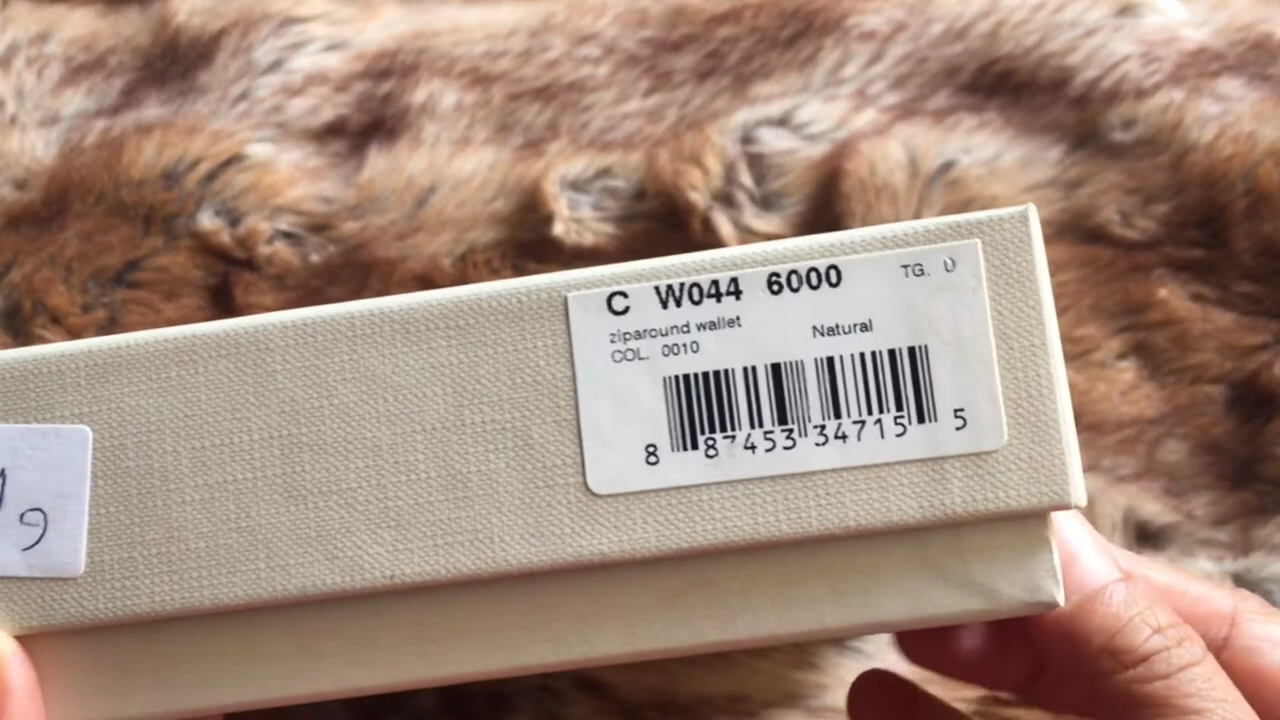 C W044 6000 TG. U
ziparound wallet Natural
COL. 0010
8 87453 34715 5
9